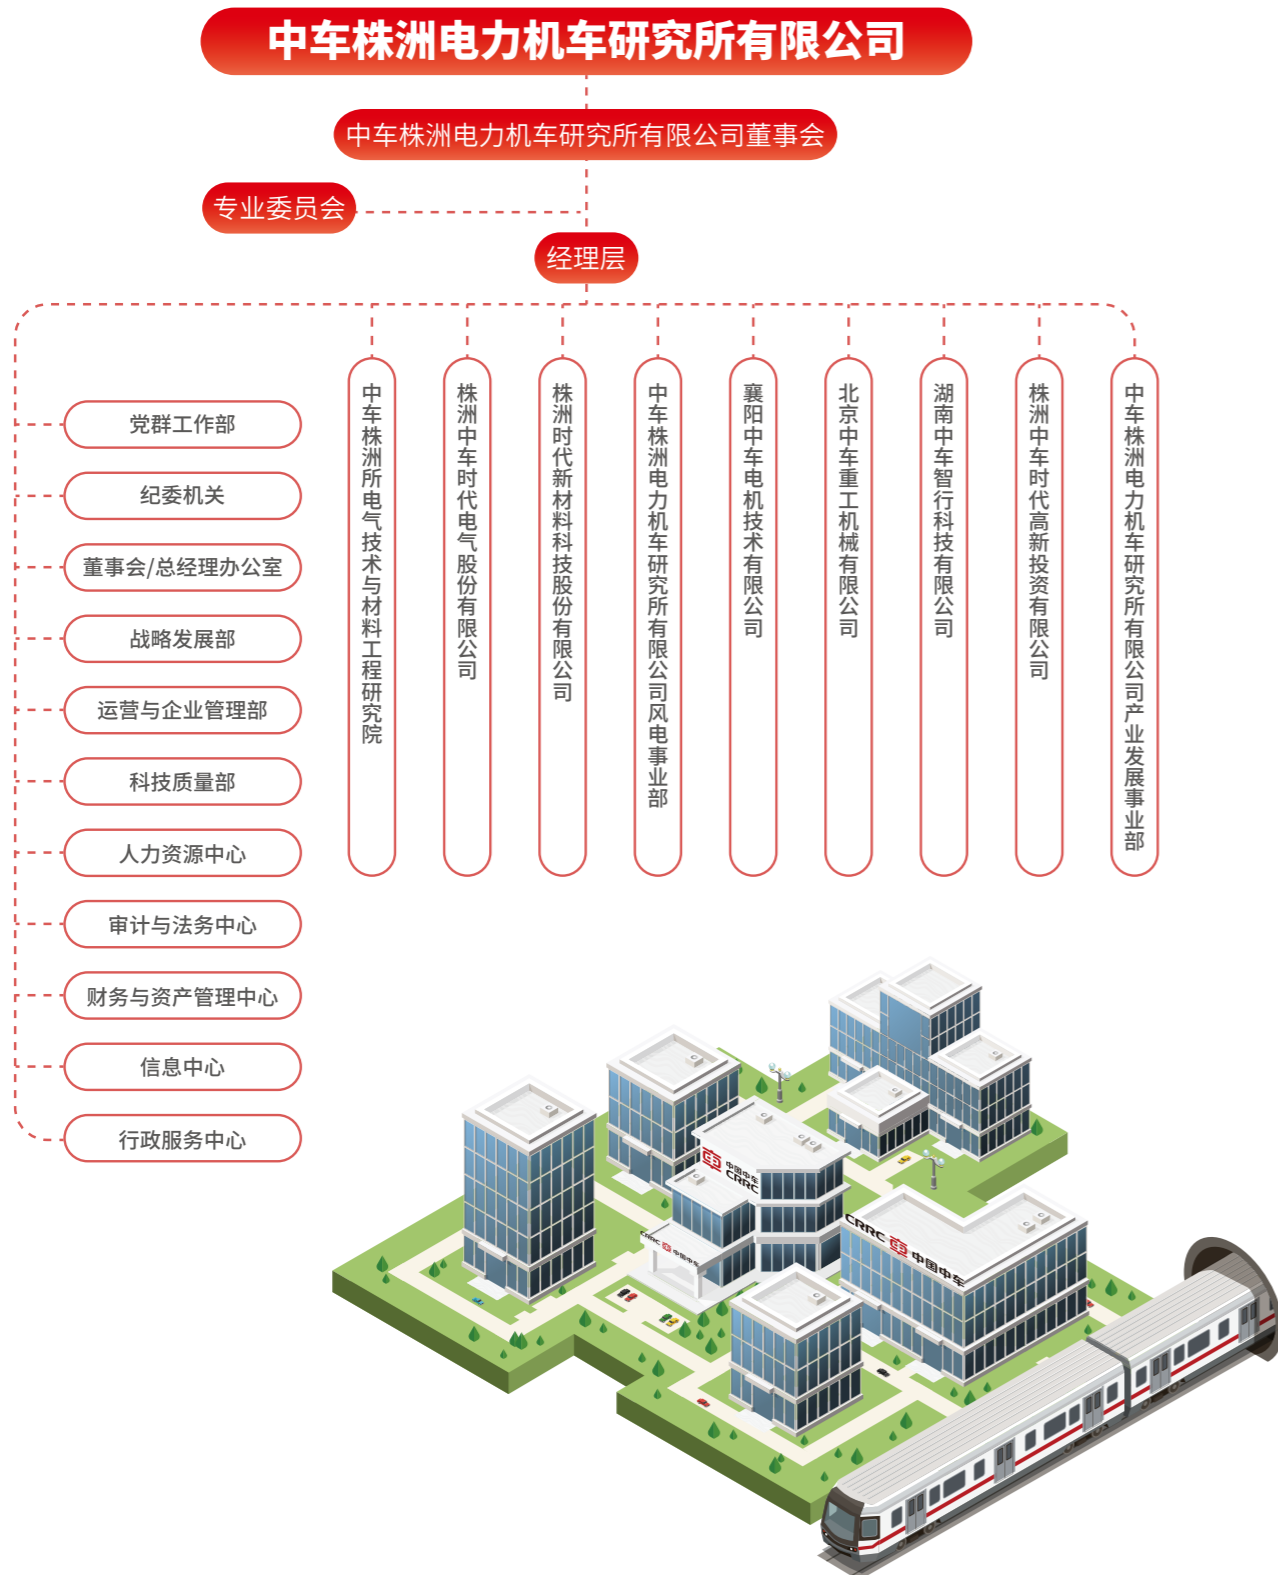 中车株洲电力机车研究所有限公司
中车株洲电力机车研究所有限公司董事会
专业委员会
经理层
党群工作部
纪委机关
董事会/总经理办公室
战略发展部
运营与企业管理部
科技质量部
人力资源中心
审计与法务中心
财务与资产管理中心
信息中心
行政服务中心
中车株洲所电气技术与材料工程研究院
株洲中车时代电气股份有限公司
株洲时代新材料科技股份有限公司
中车株洲电力机车研究所有限公司风电事业部
襄阳中车电机技术有限公司
北京中车重工机械有限公司
湖南中车智行科技有限公司
株洲中车时代高新投资有限公司
中车株洲电力机车研究所有限公司产业发展事业部
中国中车
CRRC
CRRC 中国中车
CRRC 中国中车